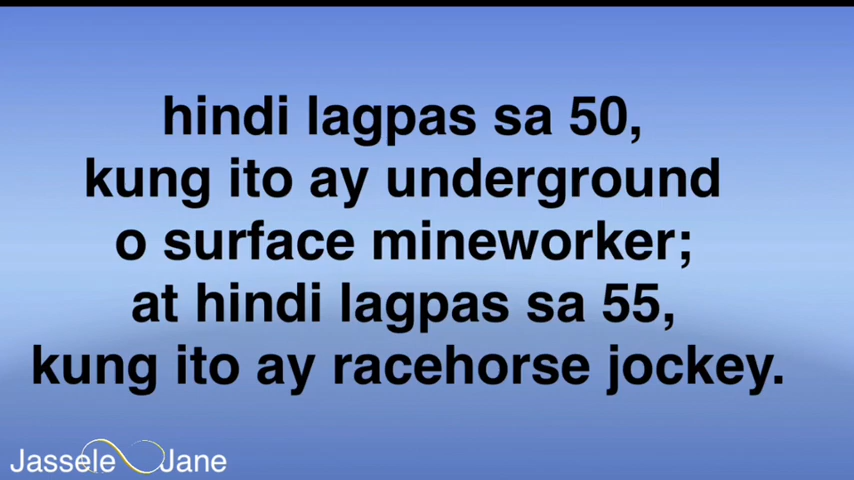 hindi lagpas sa 50,
kung ito ay underground
o surface mineworker;
at hindi lagpas sa 55,
kung ito ay racehorse jockey.
Jassele Jane